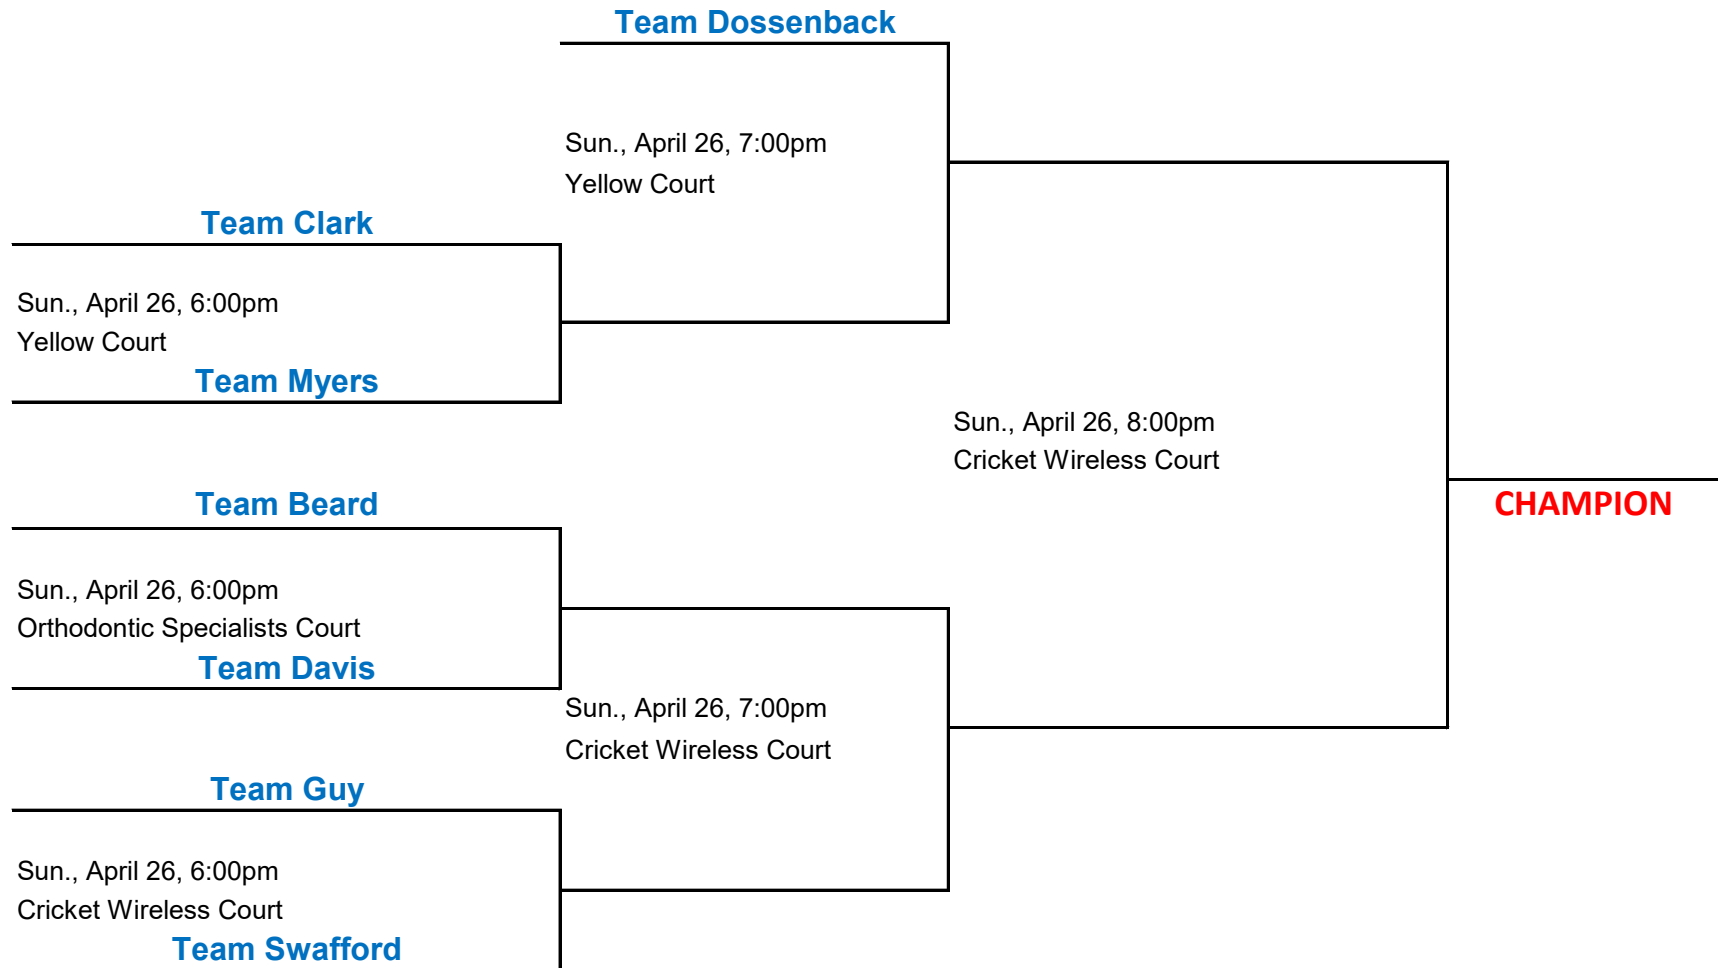 Team Dossenback
Sun., April 26, 7:00pm
Yellow Court
Team Clark
Sun., April 26, 6:00pm
Yellow Court
Team Myers
Sun., April 26, 8:00pm
Cricket Wireless Court
CHAMPION
Team Beard
Sun., April 26, 6:00pm
Orthodontic Specialists Court
Team Davis
Sun., April 26, 7:00pm
Cricket Wireless Court
Team Guy
Sun., April 26, 6:00pm
Cricket Wireless Court
Team Swafford